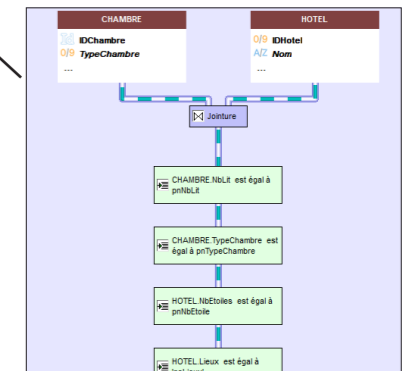 CHAMBRE
HOTEL
IDChambre
0/9 TypeChambre
...
0/9 IDHotel
A/Z Nom
...
Jointure
CHAMBRE.NbLit est égal à
pnNbLit
CHAMBRE.TypeChambre est
égal à pnTypeChambre
HOTEL.NbEtoiles est égal à
pnNbEtoile
HOTEL.Lieux est égal à